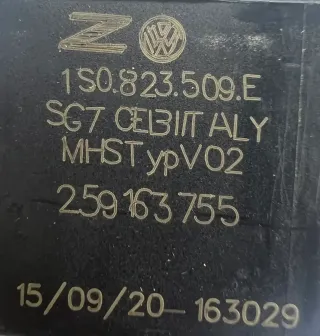 Z
1S0.823.509.E
SG7 CEBIITALY
MHSTypV02
259163755
15/09/20-163029